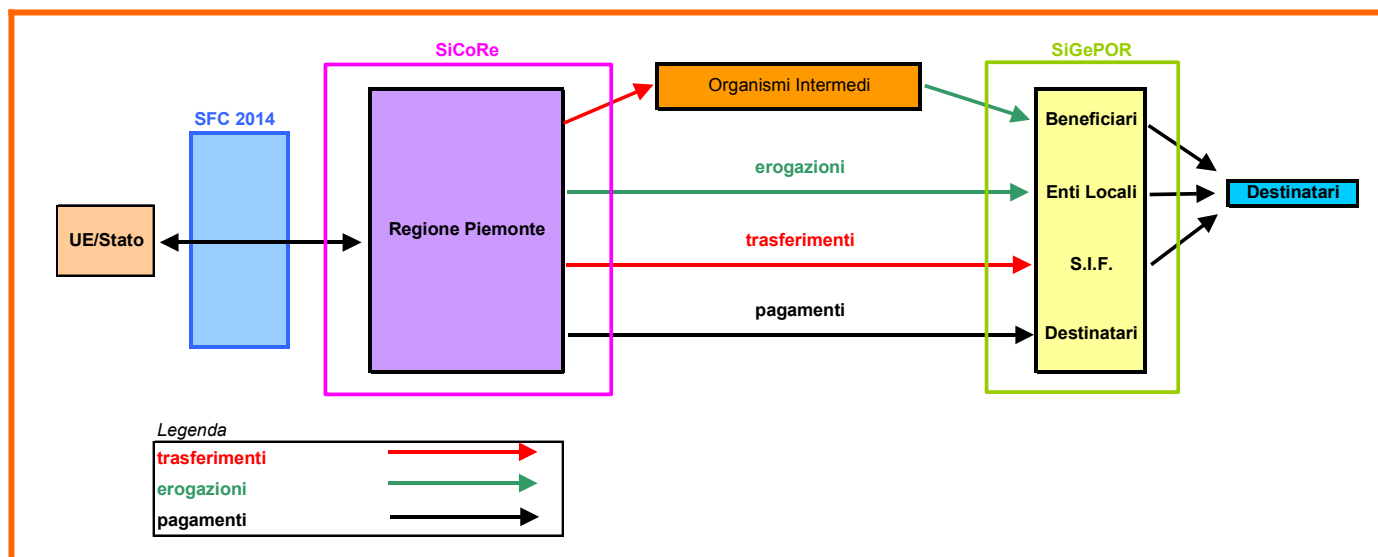 SiCoRe
SiGePOR
Organismi Intermedi
SFC 2014
Beneficiari
erogazioni
Enti Locali
Destinatari
UE/Stato
Regione Piemonte
trasferimenti
S.I.F.
pagamenti
Destinatari
Legenda
trasferimenti
erogazioni
pagamenti